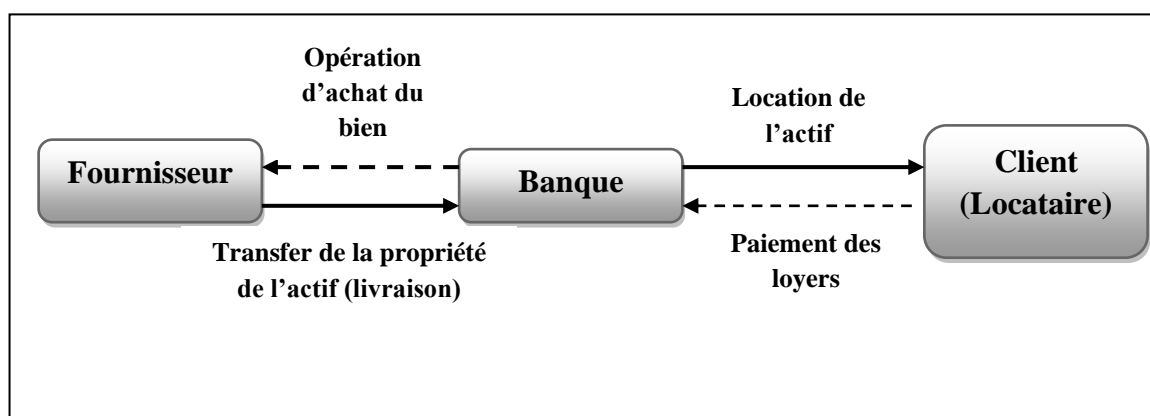 Opération
d’achat du
bien
Location de
l’actif
Fournisseur
Banque
Client
(Locataire)
Transfer de la propriété
de l’actif (livraison)
Paiement des
loyers